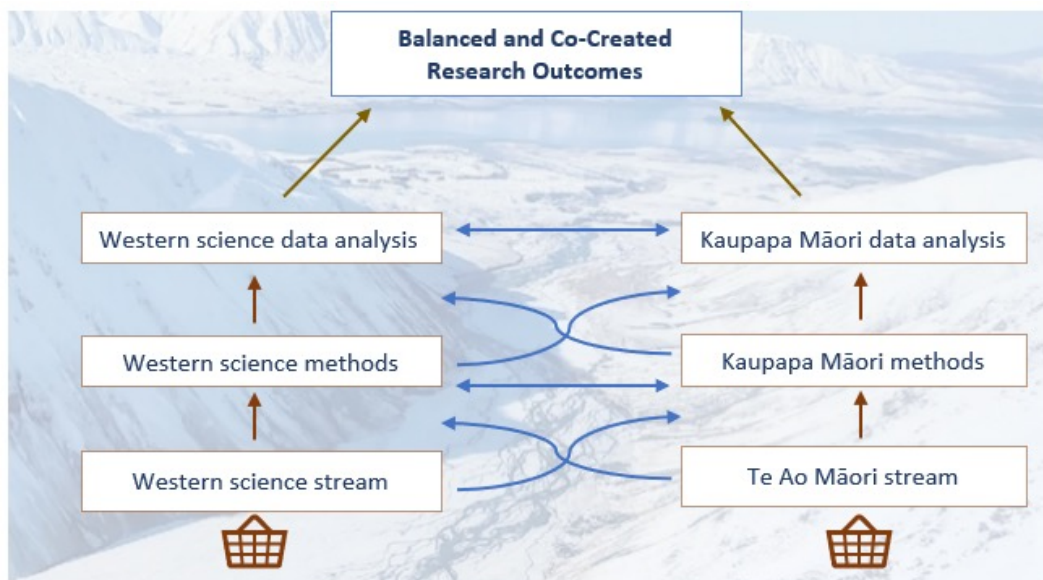 Balanced and Co-Created
Research Outcomes
Western science data analysis
Kaupapa Māori data analysis
Western science methods
Kaupapa Māori methods
Western science stream
Te Ao Māori stream